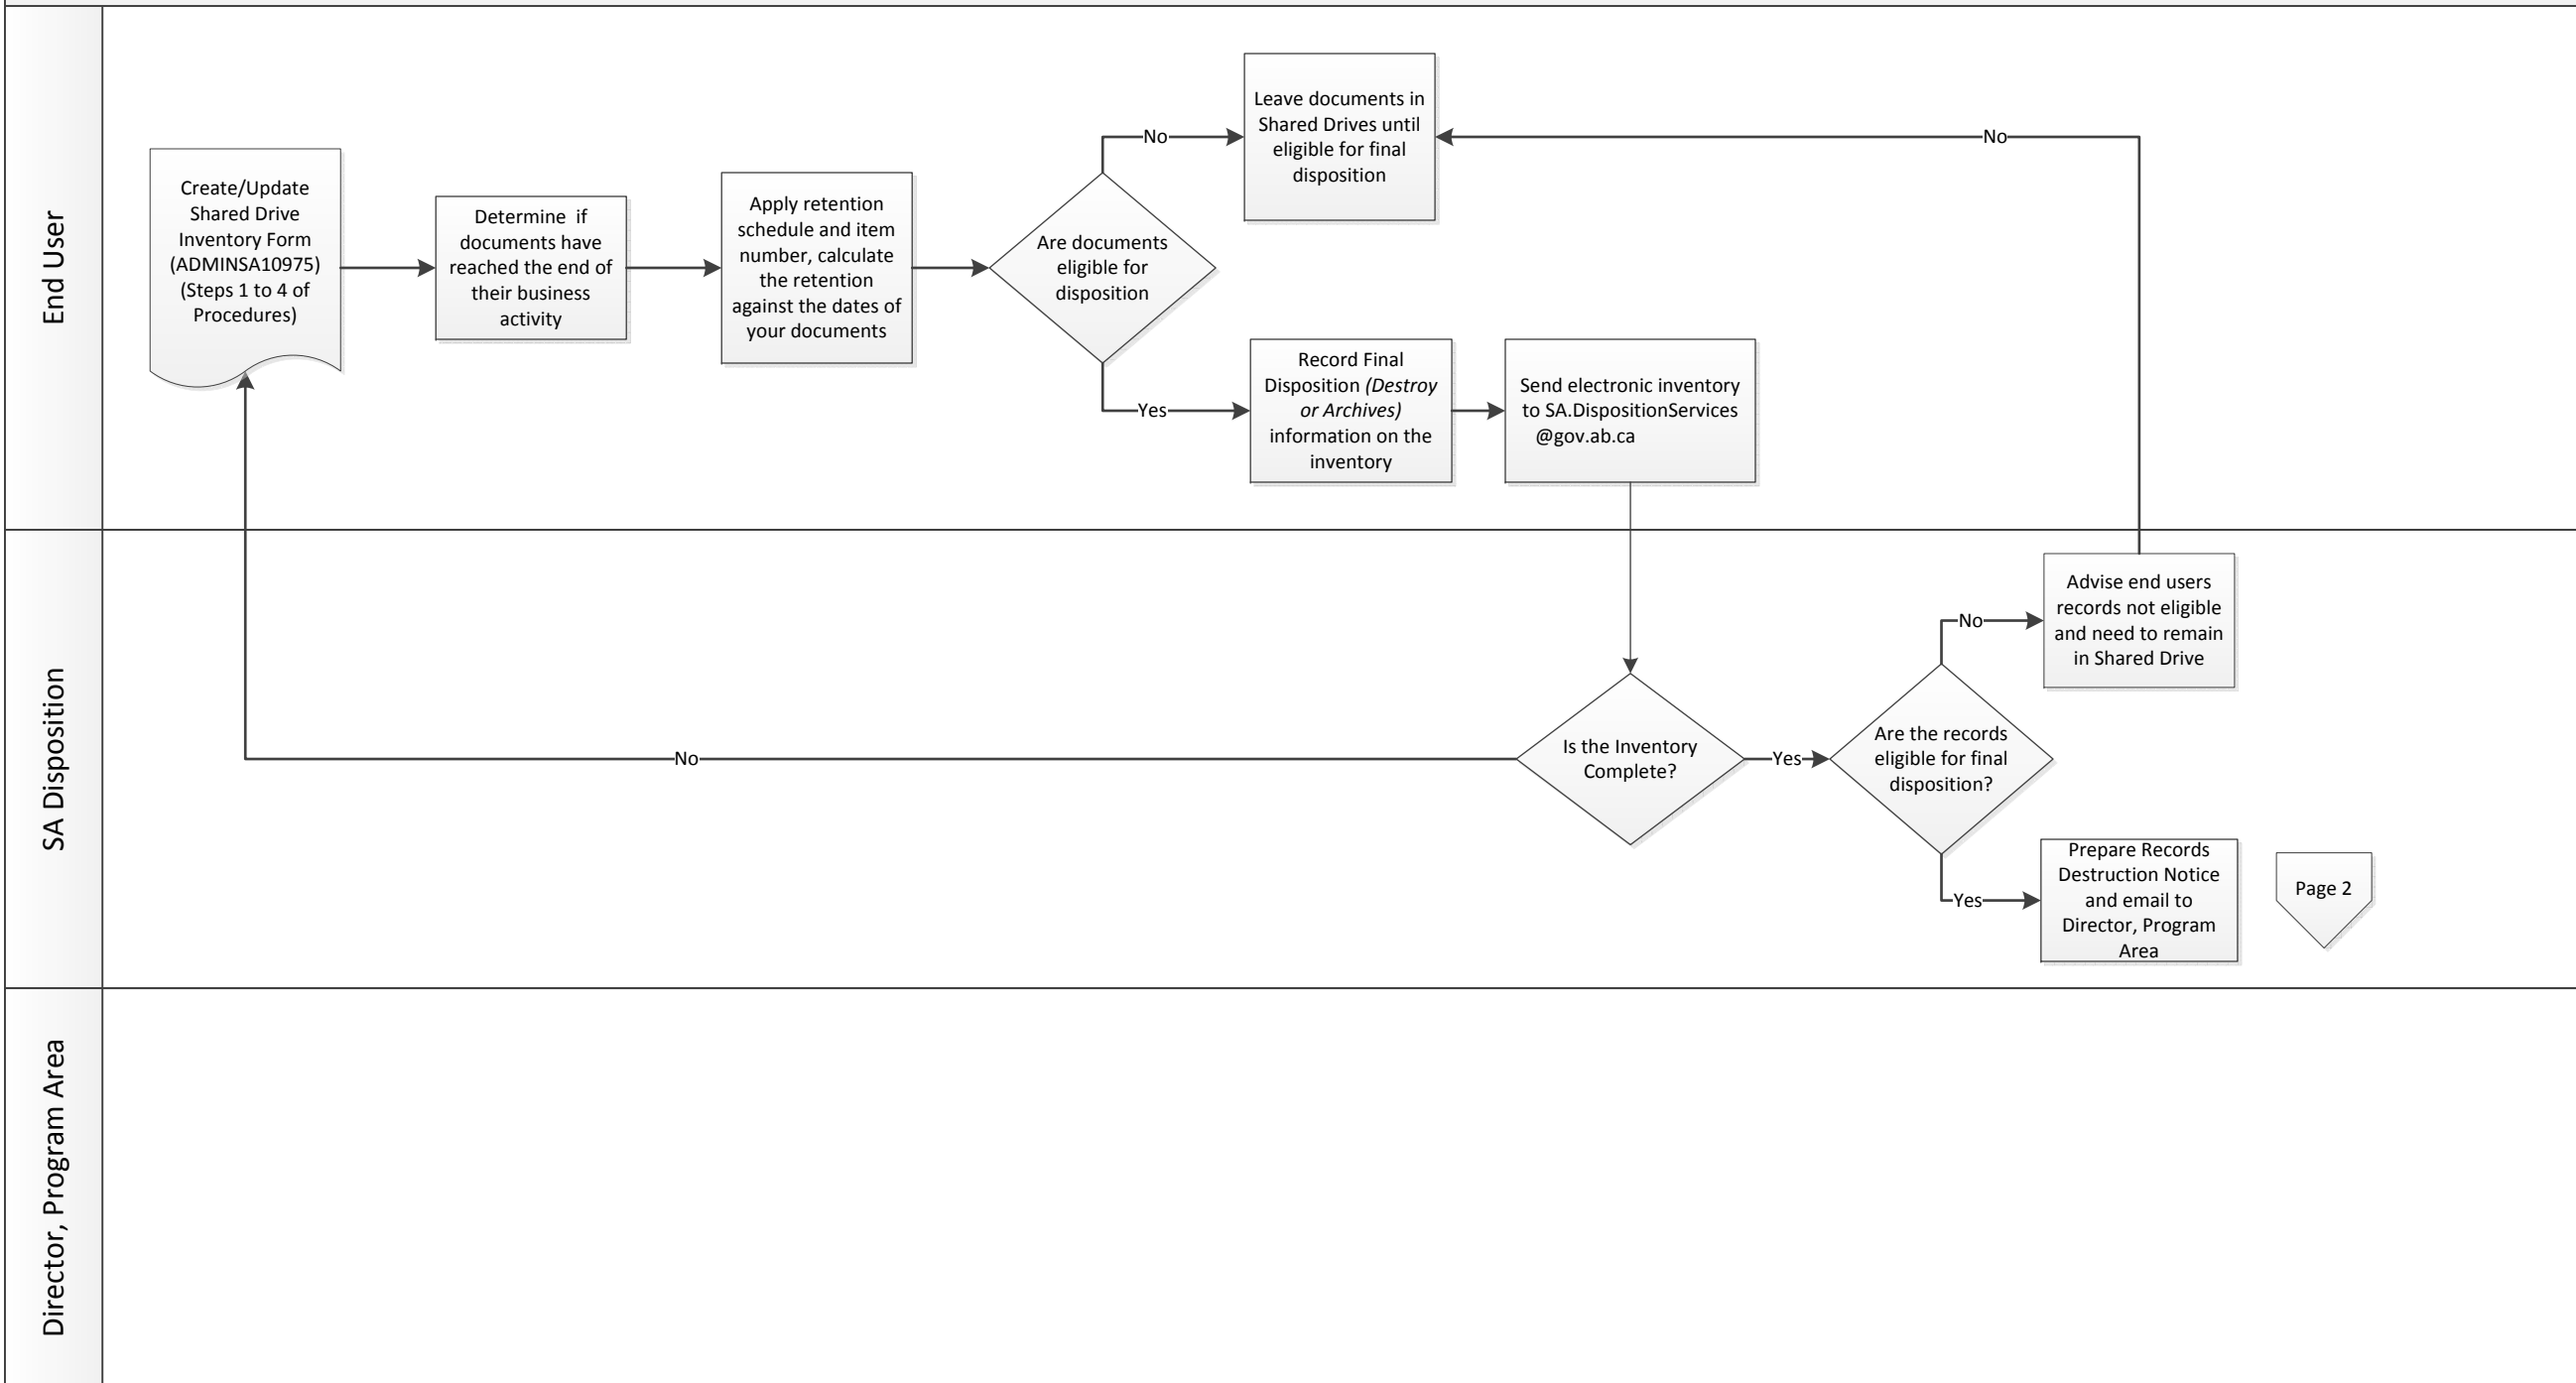 End User
Create/Update
Shared Drive
Inventory Form
(ADMINSA10975)
(Steps 1 to 4 of
Procedures)
Determine  if
documents have
reached the end of
their business
activity
Apply retention
schedule and item
number, calculate
the retention
against the dates of
your documents
Are documents
eligible for
disposition
No
Leave documents in
Shared Drives until
eligible for final
disposition
No
Yes
Record Final
Disposition (Destroy
or Archives)
information on the
inventory
Send electronic inventory
to SA.DispositionServices
@gov.ab.ca
SA Disposition
No
Is the Inventory
Complete?
Yes
Are the records
eligible for final
disposition?
No
Advise end users
records not eligible
and need to remain
in Shared Drive
Yes
Prepare Records
Destruction Notice
and email to
Director, Program
Area
Page 2
Director, Program Area